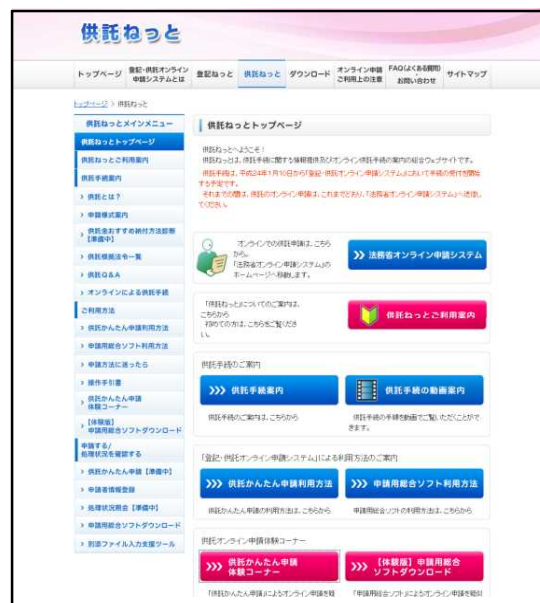 供託ねっと
トップページ
登記・供託オンライン
申請システムとは
登記ねっと
供託ねっと
ダウンロード
オンライン申請
ご利用上の注意
FAQ(よくある質問)
・
お問い合わせ
サイトマップ
トップページ > 供託ねっと
供託ねっとメインメニュー
供託ねっとトップページ
供託ねっとご利用案内
供託手続案内
› 供託とは?
› 申請様式案内
› 供託金おすすめ納付方法診断
【準備中】
› 供託根拠法令一覧
› 供託Q&A
› オンラインによる供託手続
ご利用方法
› 供託かんたん申請利用方法
› 申請用総合ソフト利用方法
› 申請方法に迷ったら
› 操作手引書
› 供託かんたん申請
体験コーナー
› 【体験版】
申請用総合ソフトダウンロード
申請する/
処理状況を確認する
› 供託かんたん申請【準備中】
› 申請者情報登録
› 処理状況照会【準備中】
› 申請用総合ソフトダウンロード
› 別添ファイル入力支援ツール
供託ねっとトップページ
供託ねっとへようこそ!
供託ねっとは、供託手続に関する情報提供及びオンライン供託手続の案内の総合ウェブサイトです。
供託手続は、平成24年1月10日から「登記・供託オンライン申請システム」において手続の受付を開始
する予定です。
それまでの間は、供託のオンライン申請は、これまでどおり、「法務省オンラインシステム」へ送信し
てください。
オンラインでの供託申請は、こちら
から。
「法務省オンライン申請システム」の
ホームページへ移動します。
》 法務省オンライン申請システム
「供託ねっと」についてのご案内は、
こちらから
初めての方は、こちらをご覧くださ
い。
供託ねっとご利用案内
供託手続のご案内
》〉 供託手続案内
供託手続のご案内は、こちらから
供託手続の動画案内
供託手続の手順を動画でご覧いただくことがで
きます。
「登記・供託オンライン申請システム」による利用方法のご案内
》〉 供託かんたん申請利用方法
供託かんたん申請の利用方法は、こちらから
》〉 申請用総合ソフト利用方法
申請用総合ソフトの利用方法は、こちらから
供託オンライン申請体験コーナー
》〉 供託かんたん申請
体験コーナー
》〉 【体験版】申請用総合
ソフトダウンロード
「供託かんたん申請」によるオンライン申請を疑
「申請用総合ソフト」によるオンライン申請を疑似